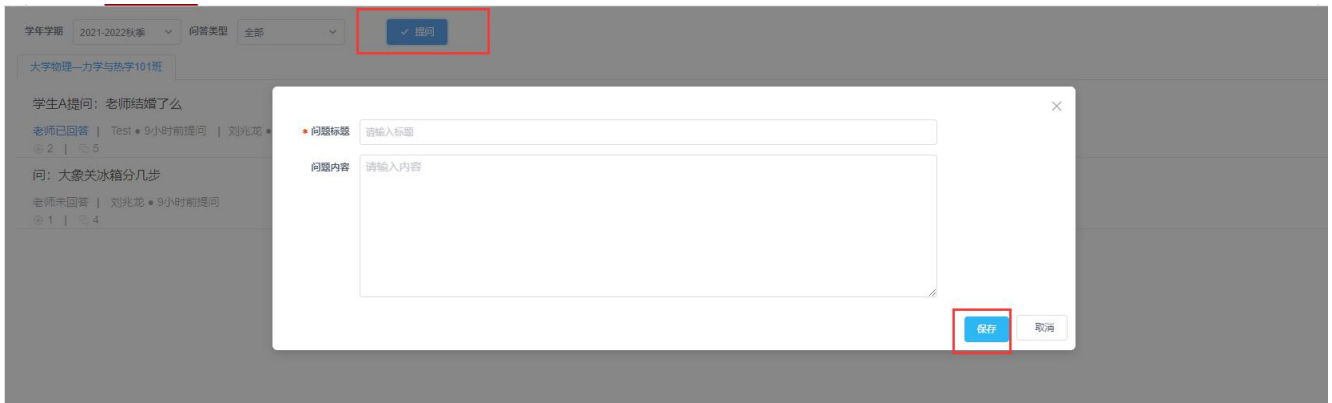 学年学期 2021-2022秋季 问答类型 全部 提问
大学物理—力学与热学101班
学生A提问：老师结婚了么
老师已回答 | Test ● 9小时前提问 | 刘兆龙 ●
2 | 5
问：大象关冰箱分几步
老师未回答 | 刘兆龙 ● 9小时前提问
1 | 4
* 问题标题 请输入标题
问题内容 请输入内容
保存 取消